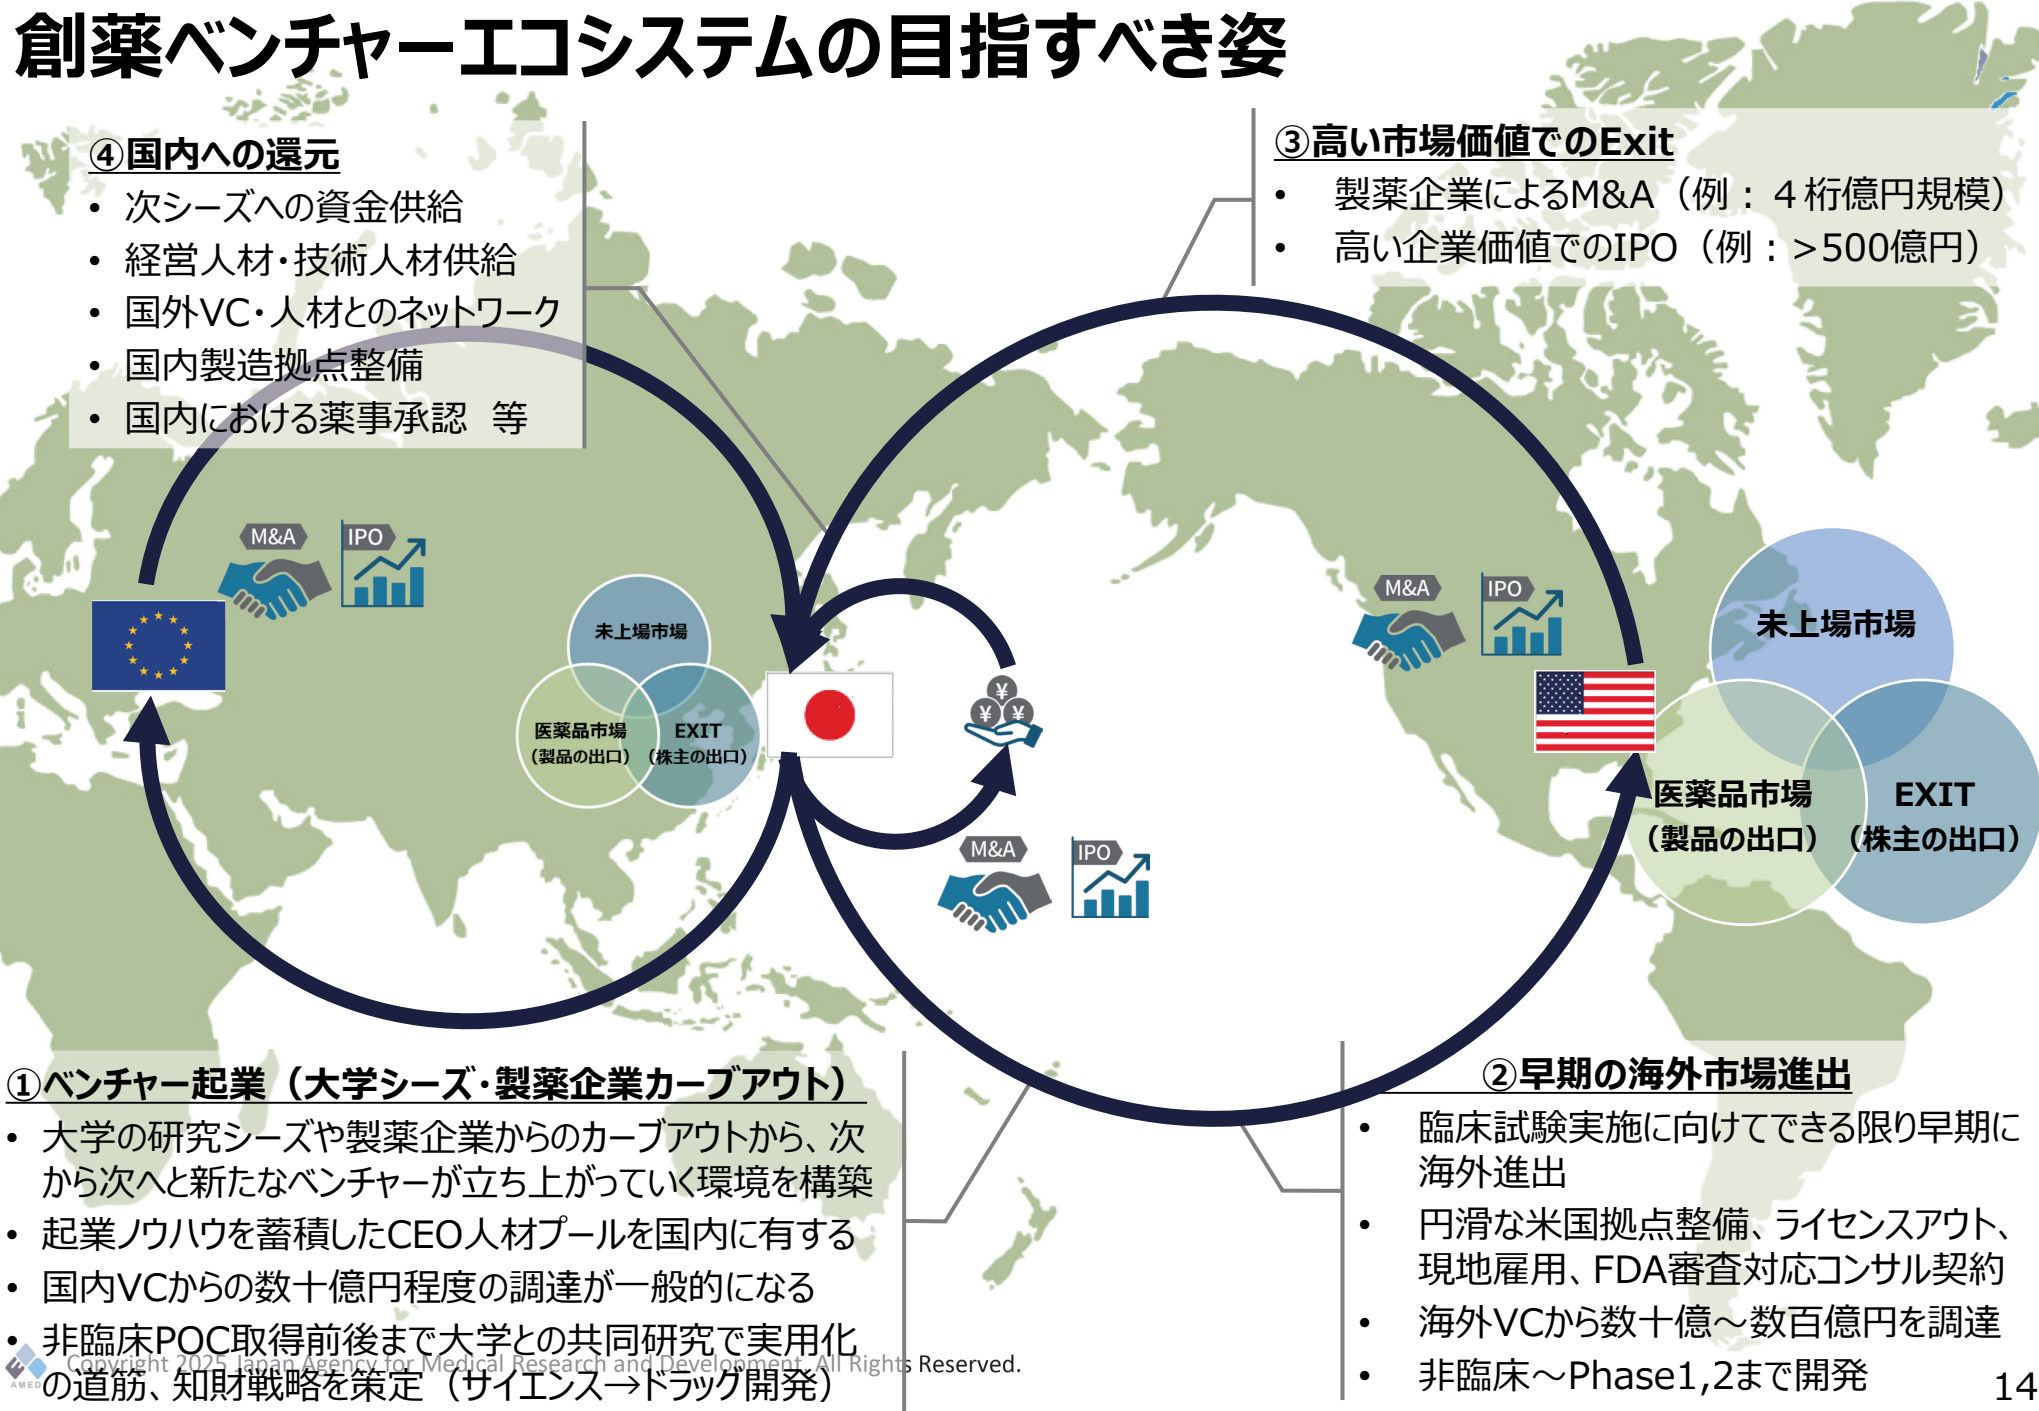 創薬ベンチャーエコシステムの目指すべき姿
④国内への還元
• 次シーズへの資金供給
• 経営人材・技術人材供給
• 国外VC・人材とのネットワーク
• 国内製造拠点整備
• 国内における薬事承認　等
③高い市場価値でのExit
• 製薬企業によるM&A（例：４桁億円規模）
• 高い企業価値でのIPO（例：>500億円）
M&A
IPO
未上場市場
医薬品市場
（製品の出口）
EXIT
（株主の出口）
¥
¥ ¥
M&A
IPO
M&A
IPO
未上場市場
医薬品市場
（製品の出口）
EXIT
（株主の出口）
①ベンチャー起業（大学シーズ・製薬企業カーブアウト）
• 大学の研究シーズや製薬企業からのカーブアウトから、次
から次へと新たなベンチャーが立ち上がっていく環境を構築
• 起業ノウハウを蓄積したCEO人材プールを国内に有する
• 国内VCからの数十億円程度の調達が一般的になる
• 非臨床POC取得前後まで大学との共同研究で実用化
の道筋、知財戦略を策定（サイエンス→ドラッグ開発）
②早期の海外市場進出
• 臨床試験実施に向けてできる限り早期に
海外進出
• 円滑な米国拠点整備、ライセンスアウト、
現地雇用、FDA審査対応コンサル契約
• 海外VCから数十億～数百億円を調達
• 非臨床～Phase1,2まで開発
AMED
Copyright 2025 Japan Agency for Medical Research and Development. All Rights Reserved.
14